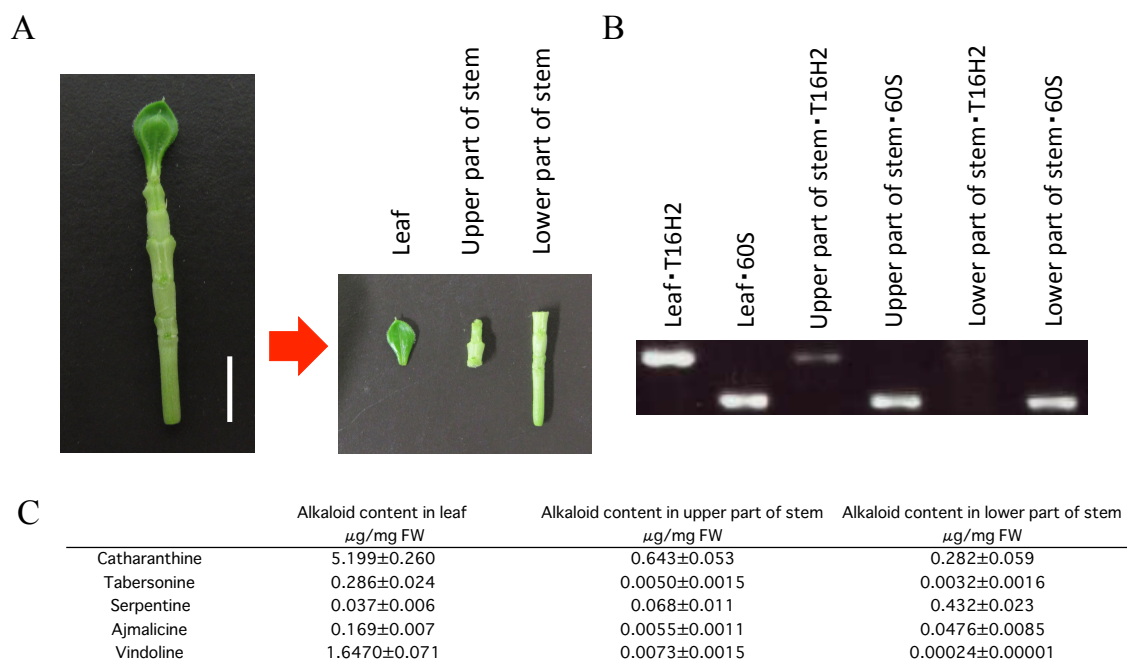 A
B
Leaf
Upper part of stem
Lower part of stem
Leaf・T16H2
Leaf・60S
Upper part of stem・T16H2
Upper part of stem・60S
Lower part of stem・T16H2
Lower part of stem・60S
C
Alkaloid content in leaf Alkaloid content in upper part of stem Alkaloid content in lower part of stem
μg/mg FW μg/mg FW μg/mg FW
Catharanthine 5.199±0.260 0.643±0.053 0.282±0.059
Tabersonine 0.286±0.024 0.0050±0.0015 0.0032±0.0016
Serpentine 0.037±0.006 0.068±0.011 0.432±0.023
Ajmalicine 0.169±0.007 0.0055±0.0011 0.0476±0.0085
Vindoline 1.6470±0.071 0.0073±0.0015 0.00024±0.00001